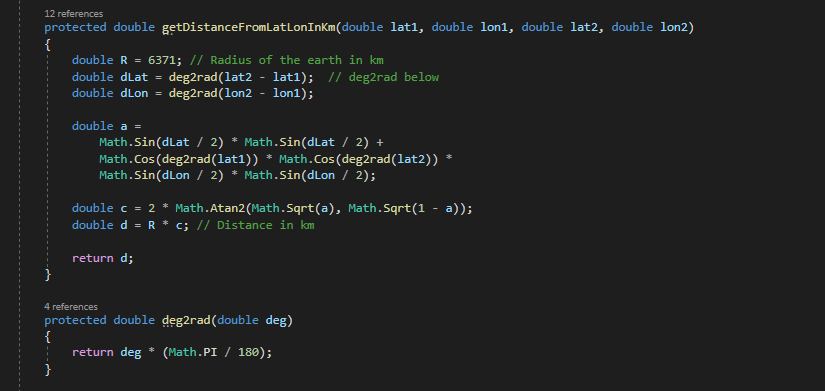 12 references
protected double getDistanceFromLatLonInKm(double lat1, double lon1, double lat2, double lon2)
{
double R = 6371; // Radius of the earth in km
double dLat = deg2rad(lat2 - lat1);  // deg2rad below
double dLon = deg2rad(lon2 - lon1);
double a =
Math.Sin(dLat / 2) * Math.Sin(dLat / 2) +
Math.Cos(deg2rad(lat1)) * Math.Cos(deg2rad(lat2)) *
Math.Sin(dLon / 2) * Math.Sin(dLon / 2);
double c = 2 * Math.Atan2(Math.Sqrt(a), Math.Sqrt(1 - a));
double d = R * c; // Distance in km
return d;
}
4 references
protected double deg2rad(double deg)
{
return deg * (Math.PI / 180);
}